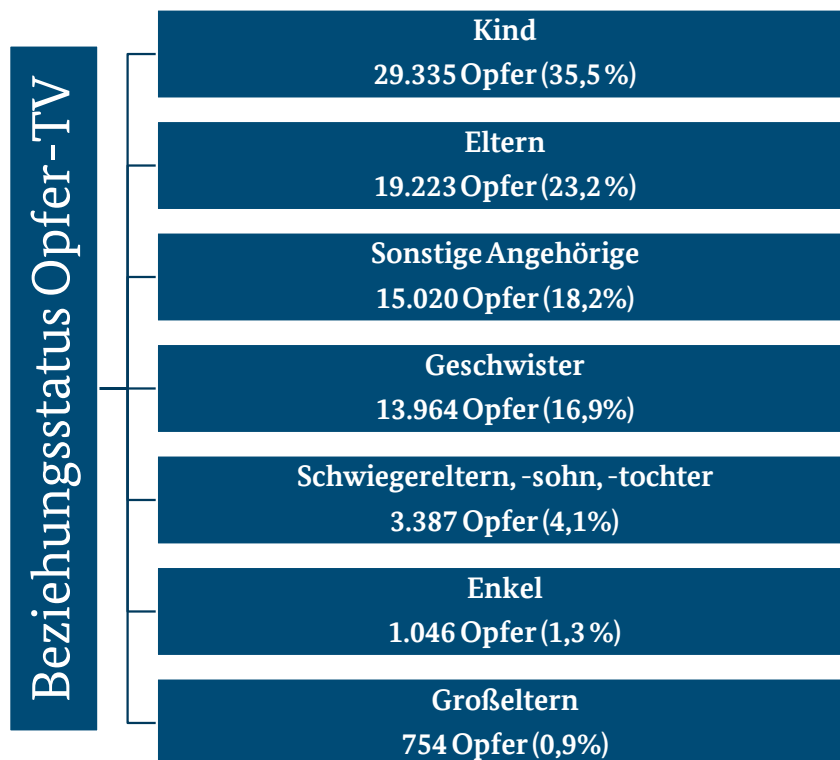 Beziehungsstatus Opfer-TV
Kind
29.335 Opfer (35,5 %)
Eltern
19.223 Opfer (23,2 %)
Sonstige Angehörige
15.020 Opfer (18,2%)
Geschwister
13.964 Opfer (16,9%)
Schwiegereltern, -sohn, -tochter
3.387 Opfer (4,1%)
Enkel
1.046 Opfer (1,3 %)
Großeltern
754 Opfer (0,9%)